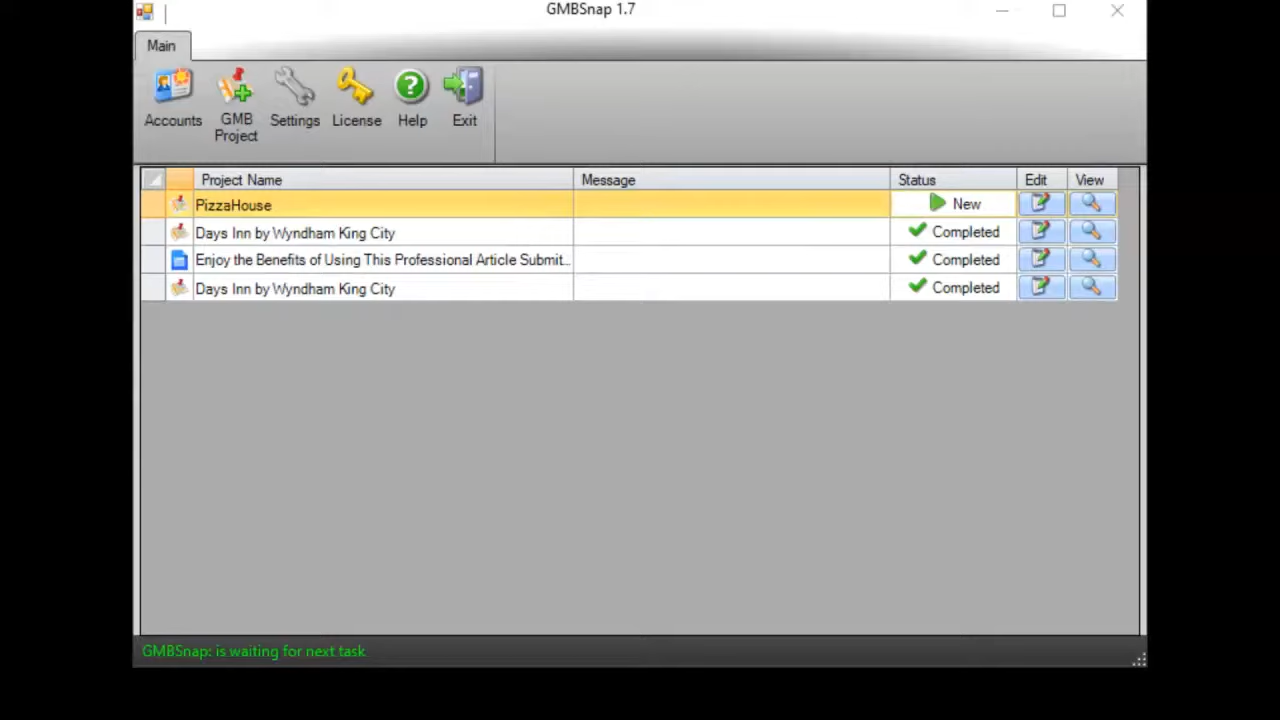 GMBSnap 1.7
Main
Accounts
GMB Project
Settings
License
Help
Exit
Project Name Message Status Edit View
PizzaHouse New
Days Inn by Wyndham King City Completed
Enjoy the Benefits of Using This Professional Article Submit... Completed
Days Inn by Wyndham King City Completed
GMBSnap: is waiting for next task